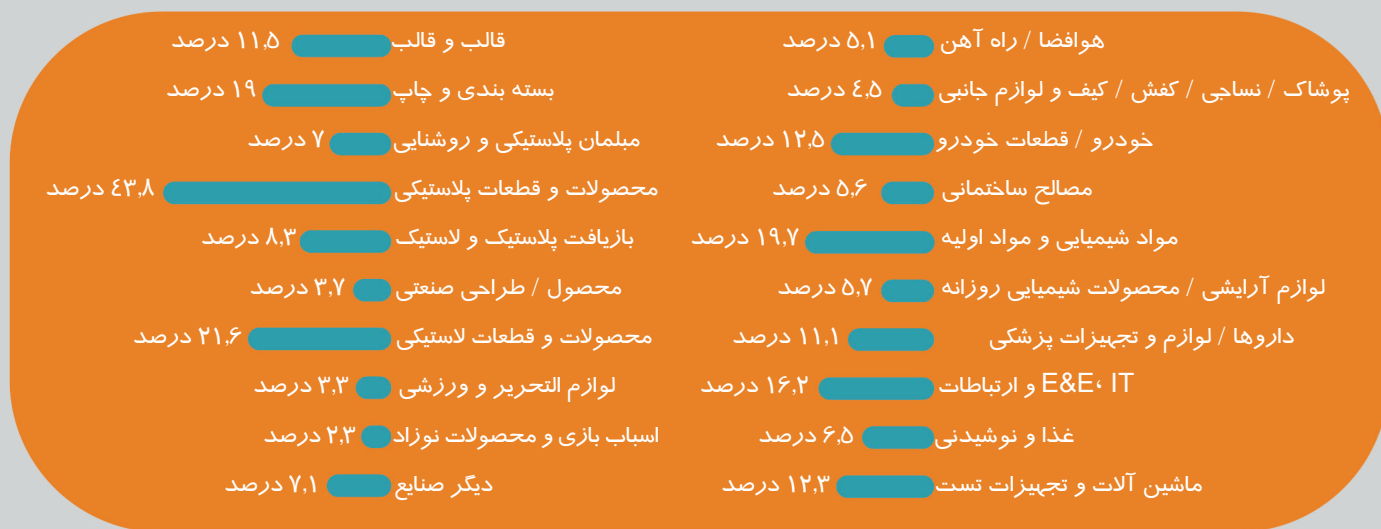 هوافضا / راه آهن ۵,۱ درصد
پوشاک / نساجی / کفش / کیف و لوازم جانبی ٤,۵ درصد
خودرو / قطعات خودرو ۱۲,۵ درصد
مصالح ساختمانی ۵,۶ درصد
مواد شیمیایی و مواد اولیه ۱۹,۷ درصد
لوازم آرایشی / محصولات شیمیایی روزانه ۵,۷ درصد
داروها / لوازم و تجهیزات پزشکی ۱۱,۱ درصد
E&E، IT و ارتباطات ۱۶,۲ درصد
غذا و نوشیدنی ۶,۵ درصد
ماشین آلات و تجهیزات تست ۱۲,۳ درصد
قالب و قالب ۱۱,۵ درصد
بسته بندی و چاپ ۱۹ درصد
مبلمان پلاستیکی و روشنایی ۷ درصد
محصولات و قطعات پلاستیکی ٤۳,۸ درصد
بازیافت پلاستیک و لاستیک ۸,۳ درصد
محصول / طراحی صنعتی ۳,۷ درصد
محصولات و قطعات لاستیکی ۲۱,۶ درصد
لوازم التحریر و ورزشی ۳,۳ درصد
اسباب بازی و محصولات نوزاد ۲,۳ درصد
دیگر صنایع ۷,۱ درصد